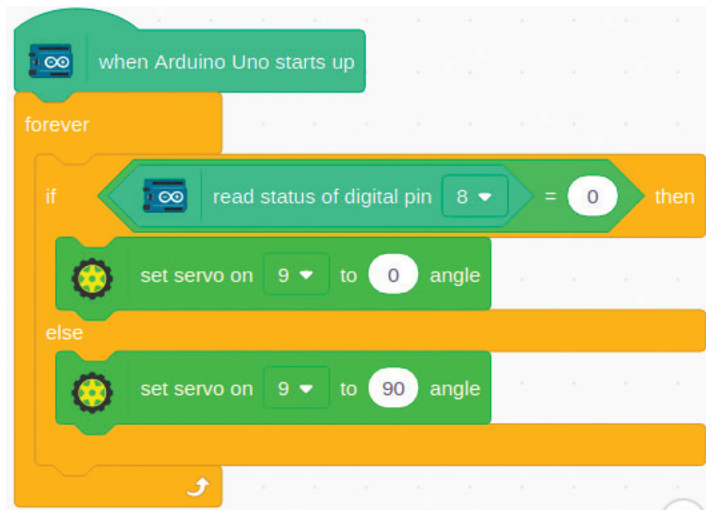 when Arduino Uno starts up
forever
if read status of digital pin 8 = 0 then
set servo on 9 to 0 angle
else
set servo on 9 to 90 angle